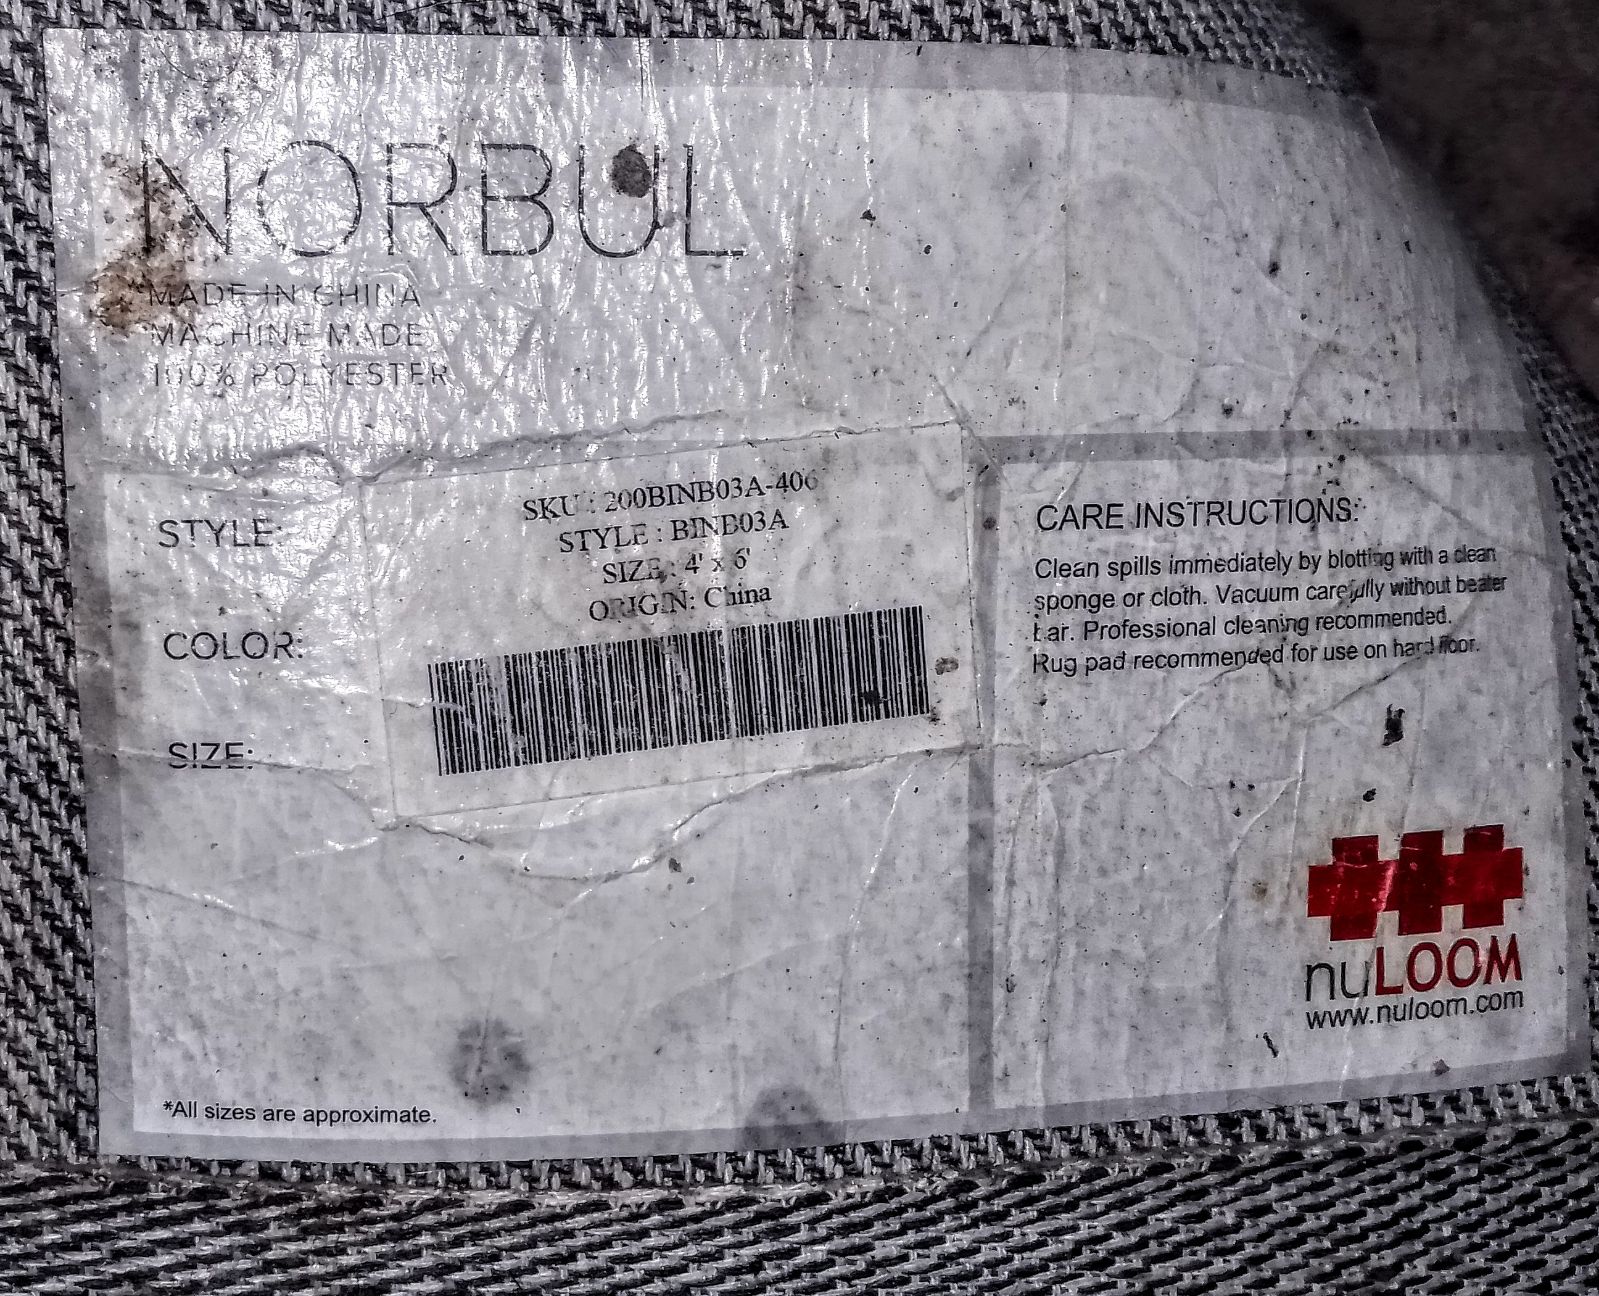 NORBUL
MADE IN CHINA
MACHINE MADE
100% POLYESTER
STYLE:
COLOR:
SIZE:
SKU : 200BINB03A-406
STYLE : BINB03A
SIZE : 4' x 6'
ORIGIN: China
*All sizes are approximate.
CARE INSTRUCTIONS:
Clean spills immediately by blotting with a clean
sponge or cloth. Vacuum carefully without beater
bar. Professional cleaning recommended.
Rug pad recommended for use on hard floor.
nuLOOM
www.nuloom.com